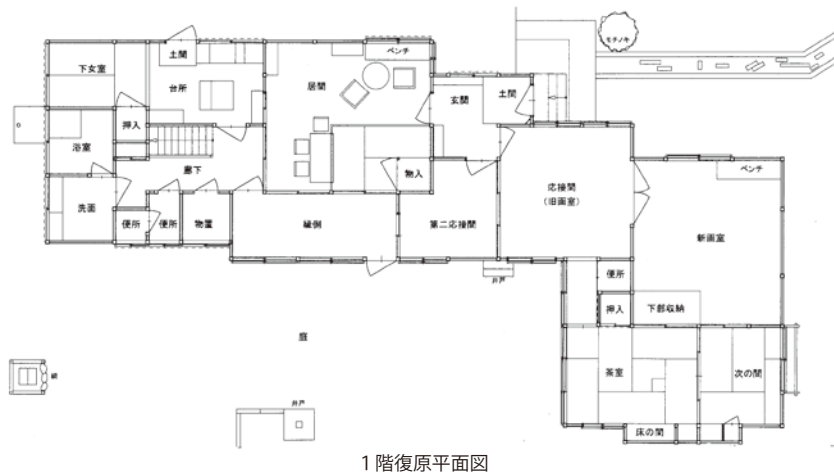 モチノキ
土間
ベンチ
下女室
台所
居間
玄関
土間
押入
浴室
廊下
物入
応接間
(旧画室)
ベンチ
洗面
便所
便所
物置
縁側
第二応接間
新画室
井戸
便所
押入
下部収納
庭
茶室
次の間
井戸
床の間
1階復原平面図